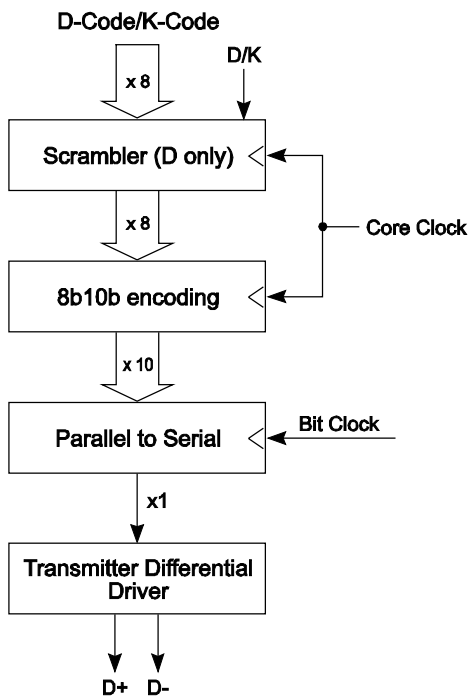 D-Code/K-Code
D/K
x 8
Scrambler (D only)
x 8
Core Clock
8b10b encoding
x 10
Bit Clock
Parallel to Serial
x1
Transmitter Differential
Driver
D+ D-